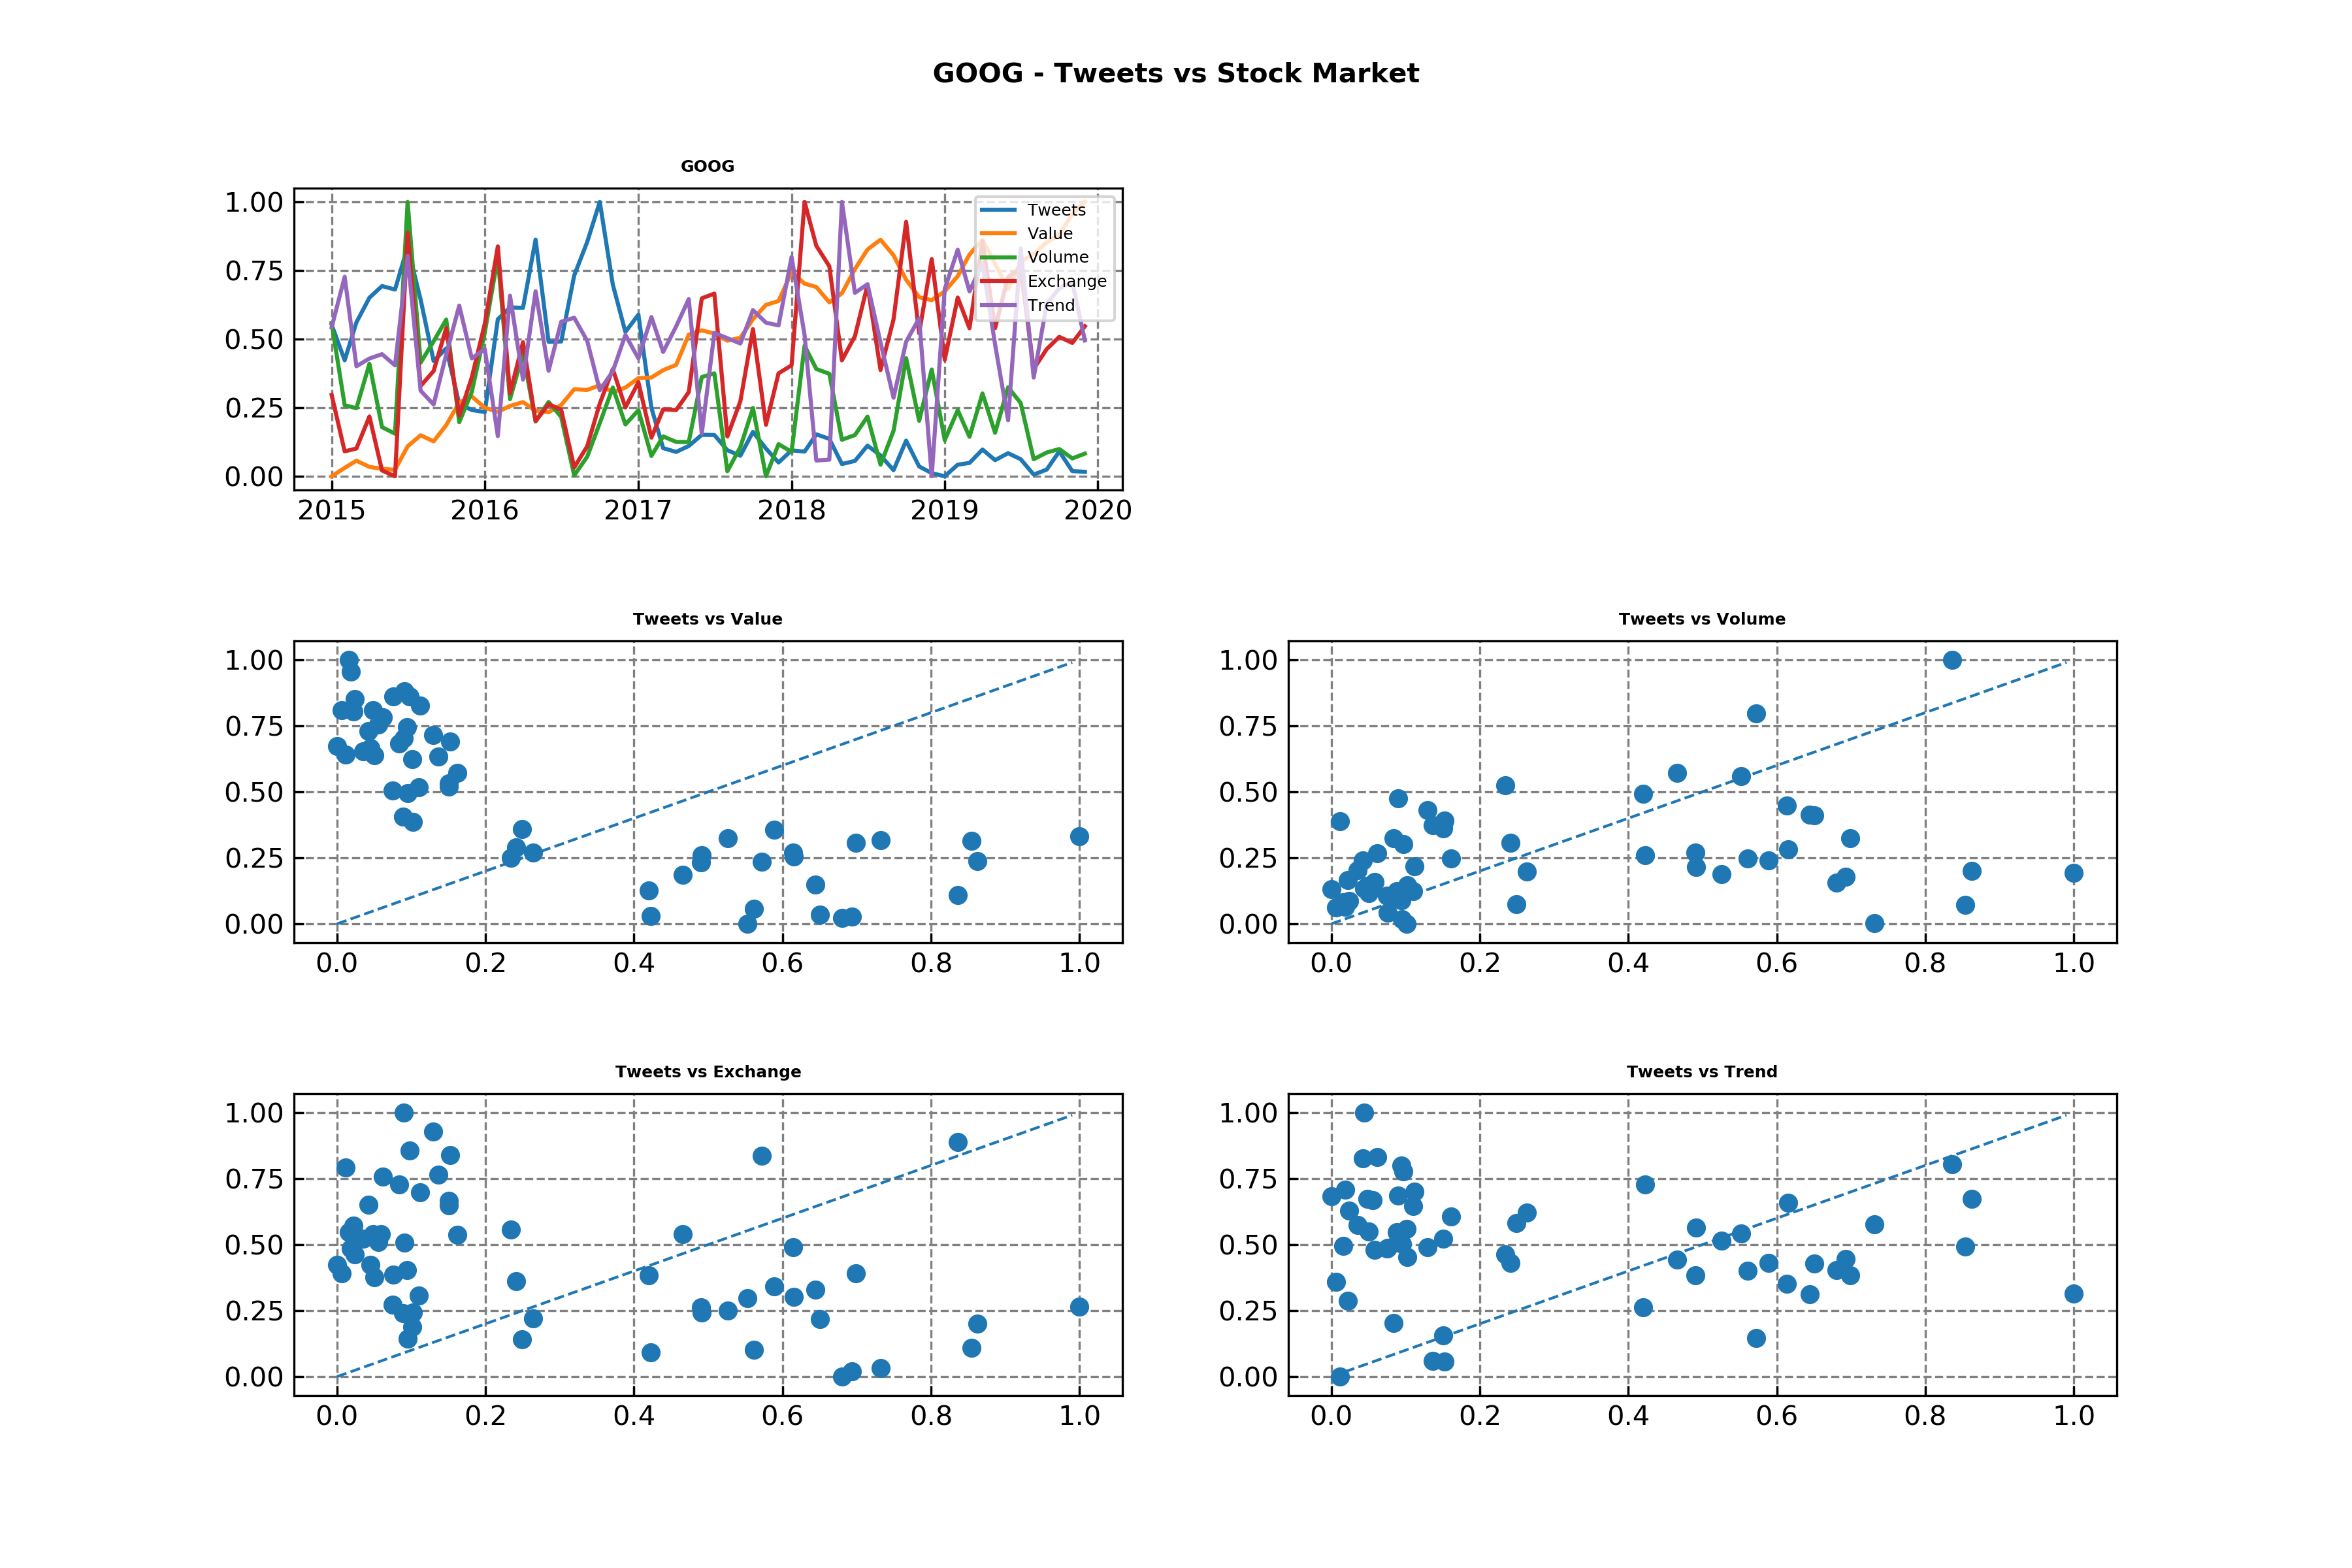 GOOG - Tweets vs Stock Market
GOOG
1.00
0.75
0.50
0.25
0.00
2015 2016 2017 2018 2019 2020
Tweets
Value
Volume
Exchange
Trend
Tweets vs Value
1.00
0.75
0.50
0.25
0.00
0.0 0.2 0.4 0.6 0.8 1.0
Tweets vs Volume
1.00
0.75
0.50
0.25
0.00
0.0 0.2 0.4 0.6 0.8 1.0
Tweets vs Exchange
1.00
0.75
0.50
0.25
0.00
0.0 0.2 0.4 0.6 0.8 1.0
Tweets vs Trend
1.00
0.75
0.50
0.25
0.00
0.0 0.2 0.4 0.6 0.8 1.0